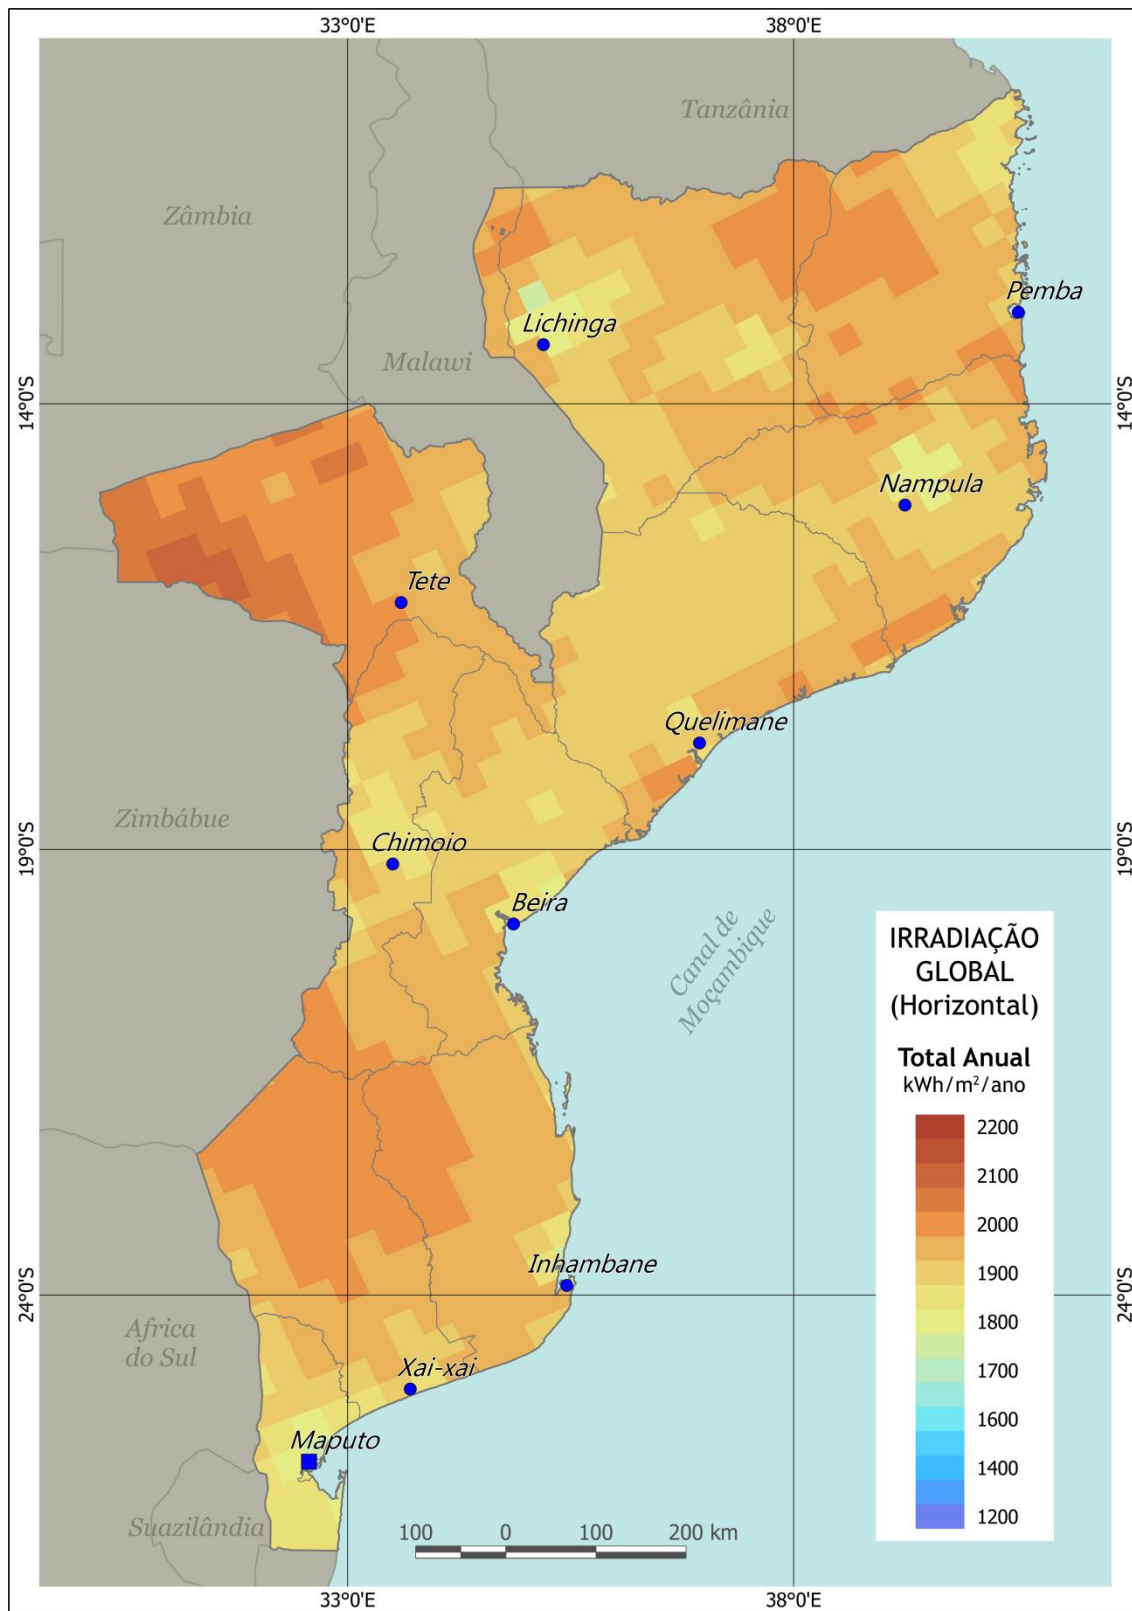 33°0'E
38°0'E
Tanzânia
Zâmbia
Pemba
Lichinga
Malawi
14°0'S
14°0'S
Nampula
Tete
Quelimane
Zimbábue
Chimoio
19°0'S
19°0'S
Beira
Canal de
Moçambique
IRRADIAÇÃO
GLOBAL
(Horizontal)
Total Anual
kWh/m²/ano
2200
2100
2000
1900
1800
1700
1600
1400
1200
Inhambane
24°0'S
24°0'S
Africa
do Sul
Xai-xai
Maputo
Suazilândia
100 0 100 200 km
33°0'E
38°0'E